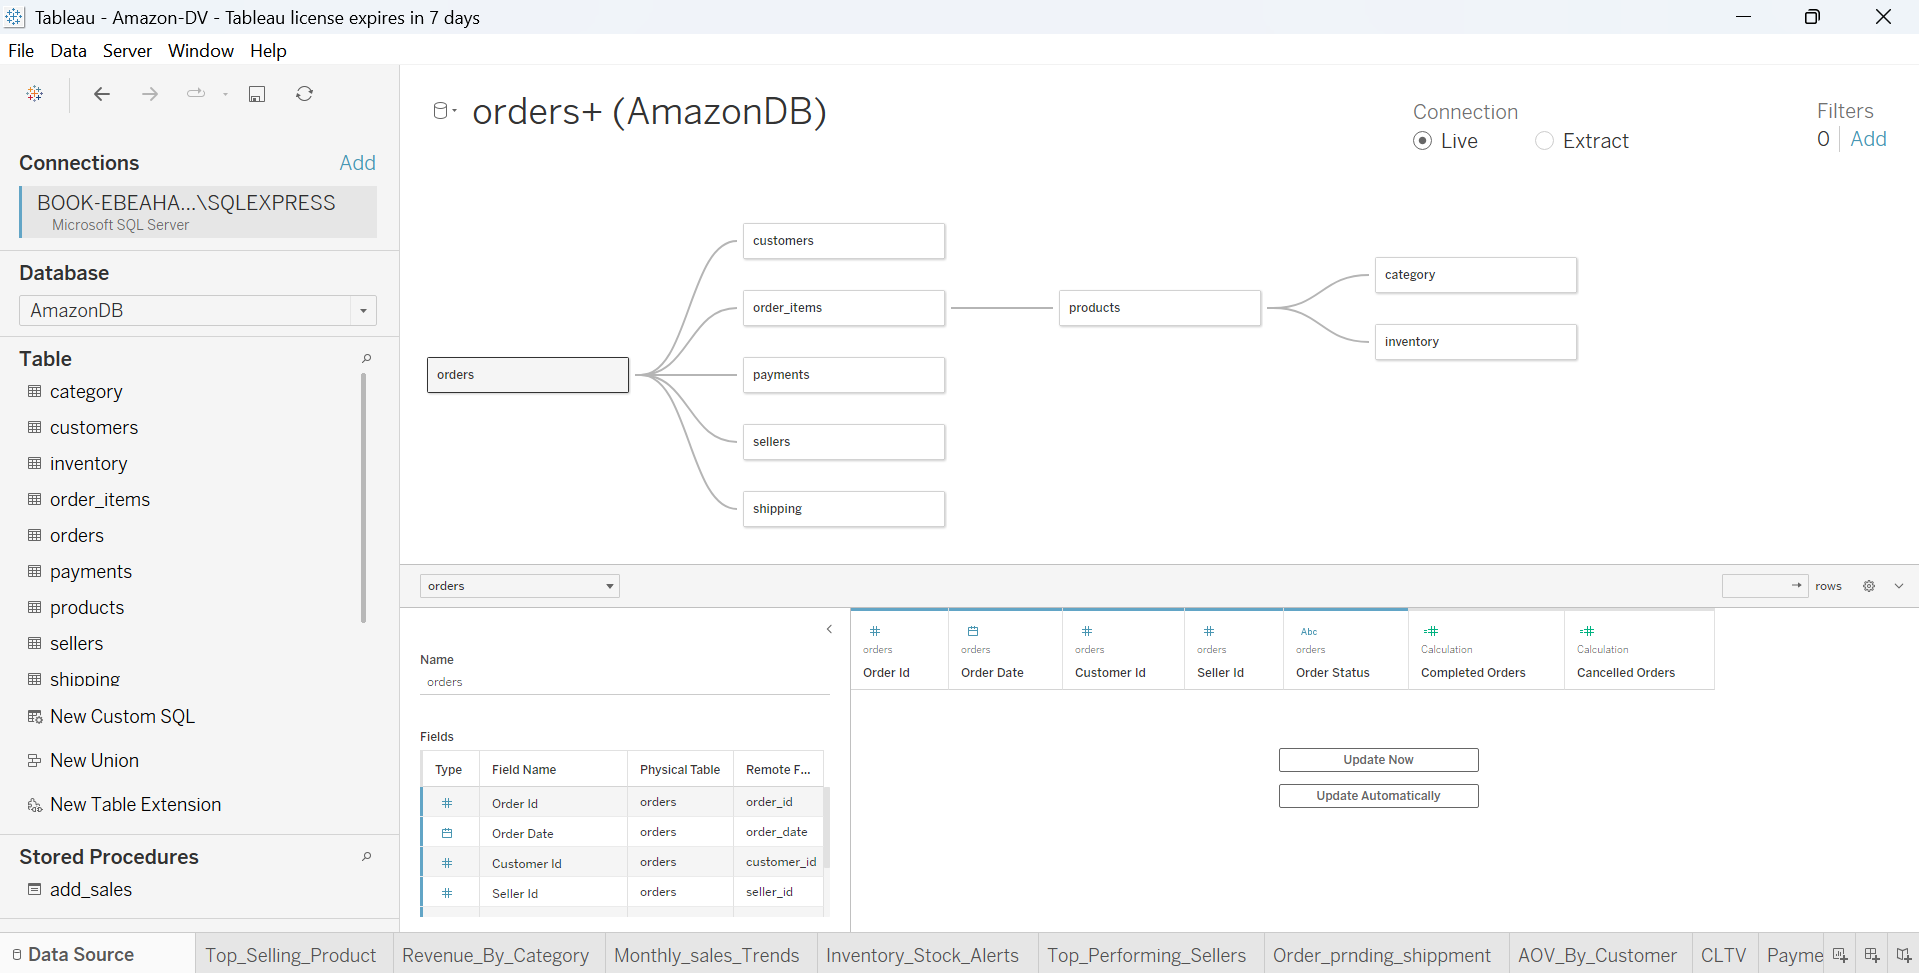 Tableau - Amazon-DV - Tableau license expires in 7 days
File Data Server Window Help
Connections Add
BOOK-EBEAHA...\SQLEXPRESS
Microsoft SQL Server
Database
AmazonDB
Table
category
customers
inventory
order_items
orders
payments
products
sellers
shipping
New Custom SQL
New Union
New Table Extension
Stored Procedures
add_sales
orders+ (AmazonDB)
Connection
Live Extract
Filters
0 Add
customers
order_items
products
category
inventory
orders
payments
sellers
shipping
orders
rows
Name
orders
Fields
Type Field Name Physical Table Remote F...
Order Id orders order_id
Order Date orders order_date
Customer Id orders customer_id
Seller Id orders seller_id
orders
Order Id
orders
Order Date
orders
Customer Id
orders
Seller Id
Abc
orders
Order Status
Calculation
Completed Orders
Calculation
Cancelled Orders
Update Now
Update Automatically
Data Source Top_Selling_Product Revenue_By_Category Monthly_sales_Trends Inventory_Stock_Alerts Top_Performing_Sellers Order_prnding_shippment AOV_By_Customer CLTV Payme